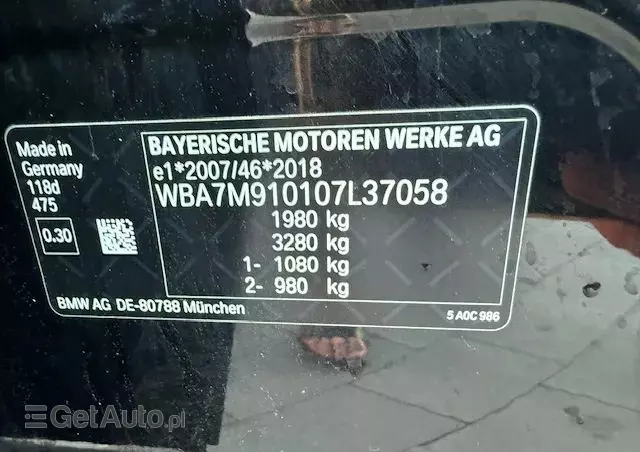 Made in
Germany
118d
475
0.30
BAYERISCHE MOTOREN WERKE AG
e1*2007/46*2018
WBA7M910107L37058
1980 kg
3280 kg
1- 1080 kg
2- 980 kg
BMW AG DE-80788 München
5 A0C 986
GetAuto.pl